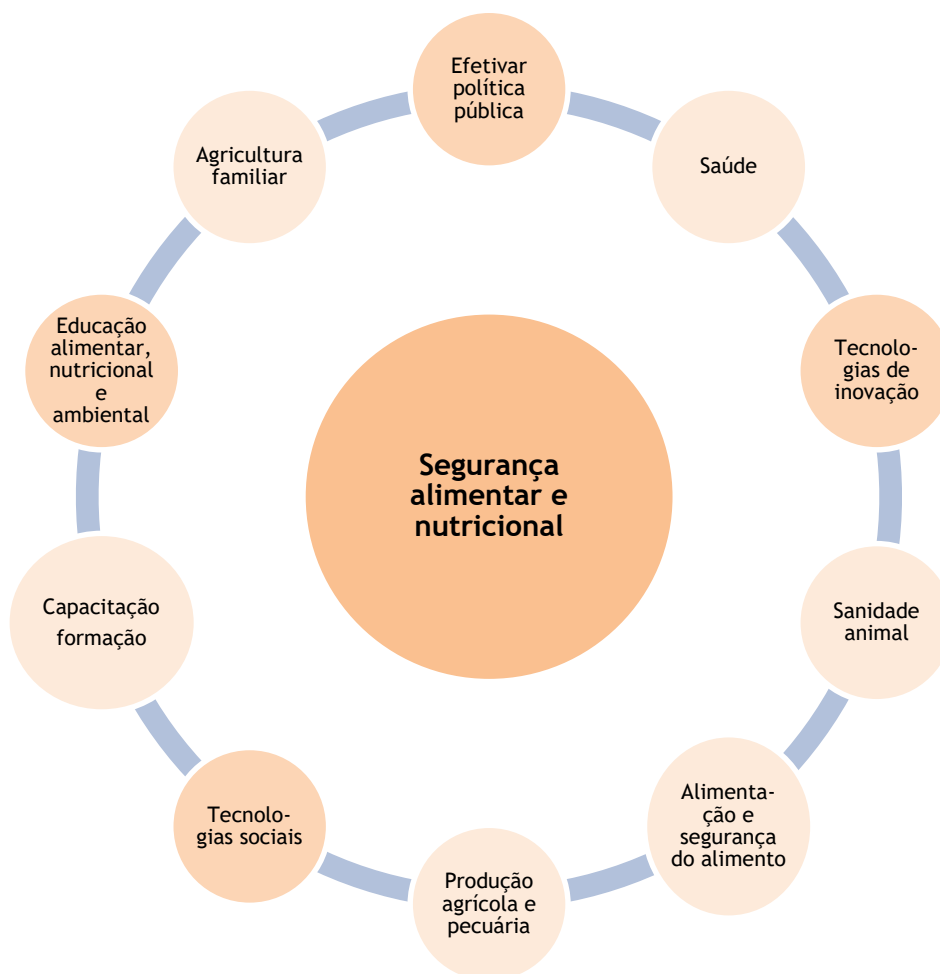 Efetivar
política
pública
Saúde
Tecnolo-
gias de
inovação
Sanidade
animal
Alimenta-
ção e
segurança
do alimento
Produção
agrícola e
pecuária
Tecnolo-
gias sociais
Capacitação
formação
Educação
alimentar,
nutricional
e
ambiental
Agricultura
familiar
Segurança
alimentar e
nutricional